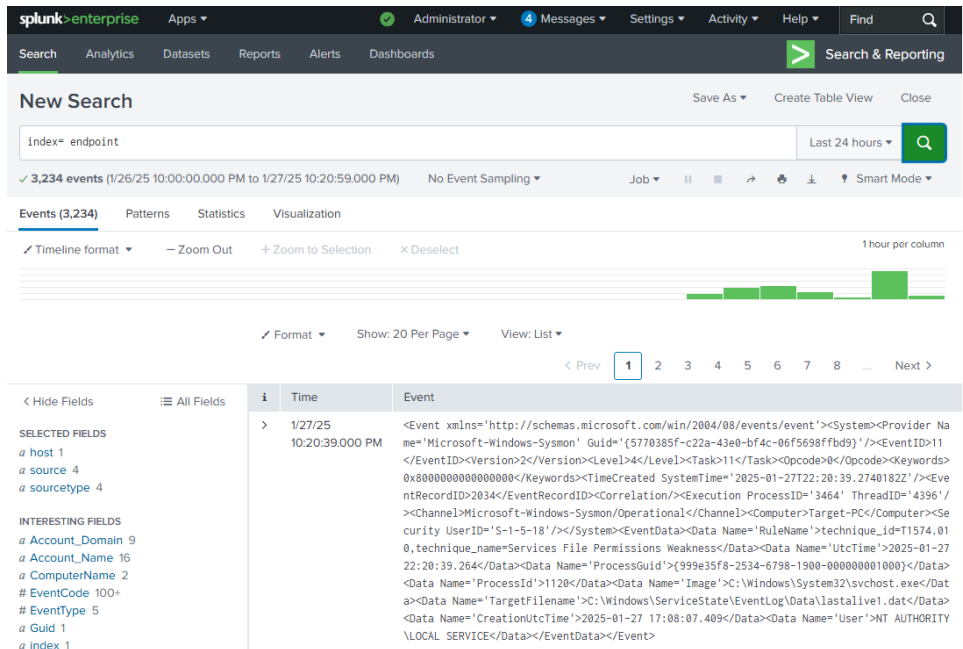 splunk>enterprise Apps ▾ Administrator ▾ 4 Messages ▾ Settings ▾ Activity ▾ Help ▾ Find
Search Analytics Datasets Reports Alerts Dashboards > Search & Reporting
New Search Save As ▾ Create Table View Close
index= endpoint Last 24 hours ▾
✓ 3,234 events (1/26/25 10:00:00.000 PM to 1/27/25 10:20:59.000 PM) No Event Sampling ▾ Job ▾ Smart Mode ▾
Events (3,234) Patterns Statistics Visualization
Timeline format ▾ — Zoom Out + Zoom to Selection × Deselect 1 hour per column
Format ▾ Show: 20 Per Page ▾ View: List ▾
< Prev 1 2 3 4 5 6 7 8 ... Next >
< Hide Fields All Fields
SELECTED FIELDS
a host 1
a source 4
a sourcetype 4
INTERESTING FIELDS
a Account_Domain 9
a Account_Name 16
a ComputerName 2
# EventCode 100+
# EventType 5
a Guid 1
a index 1
i Time Event
> 1/27/25
10:20:39.000 PM
<Event xmlns='http://schemas.microsoft.com/win/2004/08/events/event'><System><Provider Na
me='Microsoft-Windows-Sysmon' Guid='{5770385f-c22a-43e0-bf4c-06f5698ffbd9}'/><EventID>11
</EventID><Version>2</Version><Level>4</Level><Task>11</Task><Opcode>0</Opcode><Keywords>
0x8000000000000000</Keywords><TimeCreated SystemTime='2025-01-27T22:20:39.2740182Z'/><Eve
ntRecordID>2034</EventRecordID><Correlation/><Execution ProcessID='3464' ThreadID='4396'/
><Channel>Microsoft-Windows-Sysmon/Operational</Channel><Computer>Target-PC</Computer><Se
curity UserID='S-1-5-18'/></System><EventData><Data Name='RuleName'>technique_id=T1574.01
0,technique_name=Services File Permissions Weakness</Data><Data Name='UtcTime'>2025-01-27
22:20:39.264</Data><Data Name='ProcessGuid'>{999e35f8-2534-6798-1900-000000001000}</Data>
<Data Name='ProcessId'>1120</Data><Data Name='Image'>C:\Windows\System32\svchost.exe</Dat
a><Data Name='TargetFilename'>C:\Windows\ServiceState\EventLog\Data\lastalive1.dat</Data>
<Data Name='CreationUtcTime'>2025-01-27 17:08:07.409</Data><Data Name='User'>NT AUTHORITY
\LOCAL SERVICE</Data></EventData></Event>